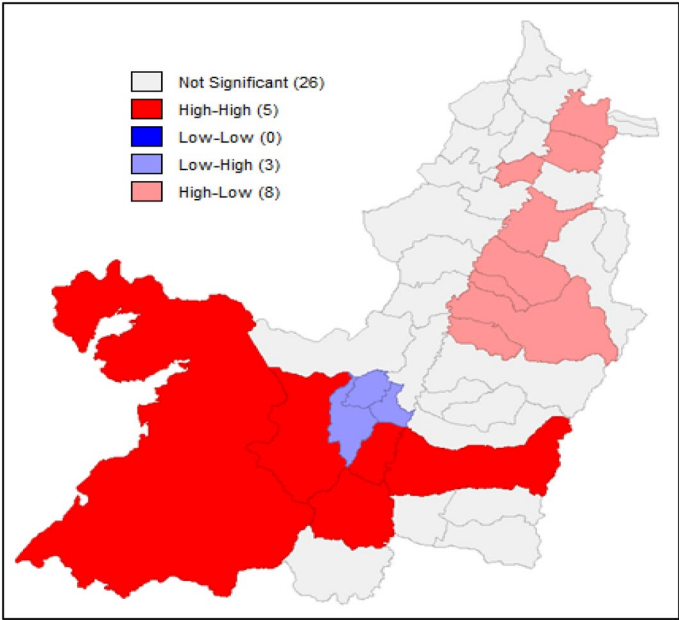 Not Significant (26)
High-High (5)
Low-Low (0)
Low-High (3)
High-Low (8)